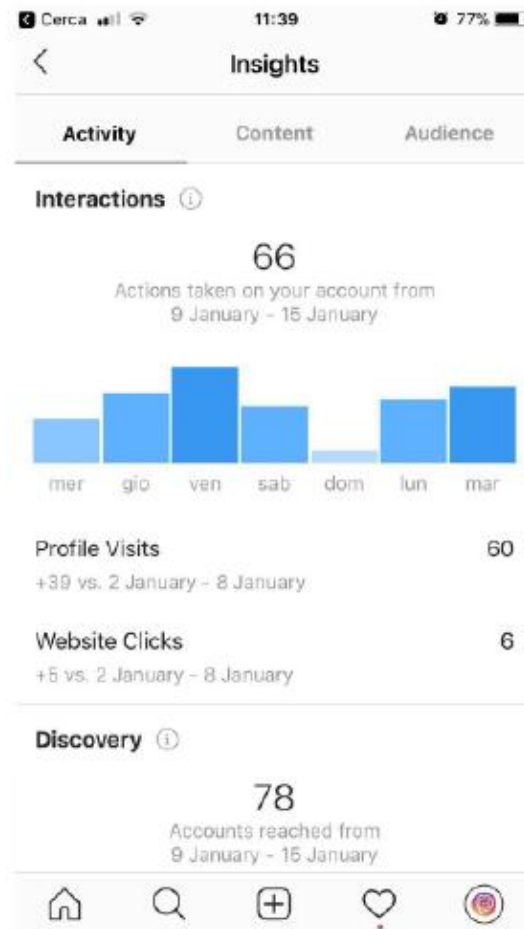 Cerca 11:39 77%
Insights
Activity Content Audience
Interactions
66
Actions taken on your account from
9 January - 15 January
mer gio ven sab dom lun mar
Profile Visits 60
+39 vs. 2 January - 8 January
Website Clicks 6
+5 vs. 2 January - 8 January
Discovery
78
Accounts reached from
9 January - 15 January